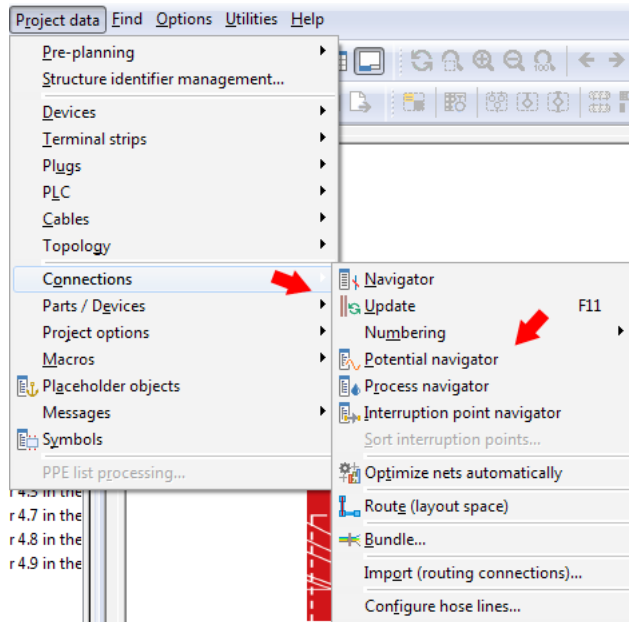 Project data Find Options Utilities Help
Pre-planning
Structure identifier management...
100%
Devices
Terminal strips
Plugs
PLC
Cables
Topology
Connections
Parts / Devices
Project options
Macros
Placeholder objects
Messages
Symbols
PPE list processing...
Navigator
Update F11
Numbering
Potential navigator
Process navigator
Interruption point navigator
Sort interruption points...
Optimize nets automatically
Route (layout space)
Bundle...
Import (routing connections)...
Configure hose lines...
r 4.5 in the
r 4.7 in the
r 4.8 in the
r 4.9 in the